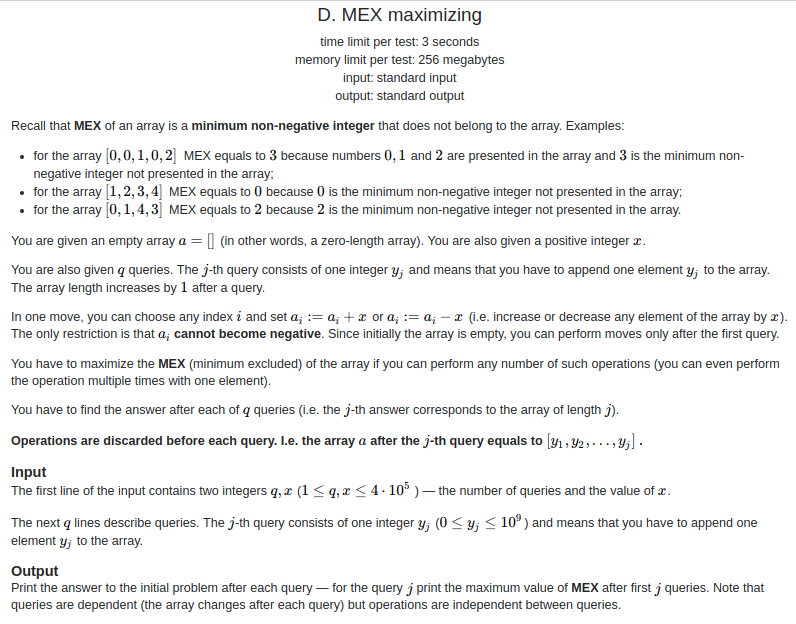 D. MEX maximizing
time limit per test: 3 seconds
memory limit per test: 256 megabytes
input: standard input
output: standard output
Recall that MEX of an array is a minimum non-negative integer that does not belong to the array. Examples:
• for the array [0, 0, 1, 0, 2] MEX equals to 3 because numbers 0, 1 and 2 are presented in the array and 3 is the minimum non-
negative integer not presented in the array;
• for the array [1, 2, 3, 4] MEX equals to 0 because 0 is the minimum non-negative integer not presented in the array;
• for the array [0, 1, 4, 3] MEX equals to 2 because 2 is the minimum non-negative integer not presented in the array.
You are given an empty array a = [] (in other words, a zero-length array). You are also given a positive integer x.
You are also given q queries. The j-th query consists of one integer y_j and means that you have to append one element y_j to the array.
The array length increases by 1 after a query.
In one move, you can choose any index i and set a_i := a_i + x or a_i := a_i − x (i.e. increase or decrease any element of the array by x).
The only restriction is that a_i cannot become negative. Since initially the array is empty, you can perform moves only after the first query.
You have to maximize the MEX (minimum excluded) of the array if you can perform any number of such operations (you can even perform
the operation multiple times with one element).
You have to find the answer after each of q queries (i.e. the j-th answer corresponds to the array of length j).
Operations are discarded before each query. I.e. the array a after the j-th query equals to [y_1, y_2, . . . , y_j] .
Input
The first line of the input contains two integers q, x (1 ≤ q, x ≤ 4 · 10^5 ) — the number of queries and the value of x.
The next q lines describe queries. The j-th query consists of one integer y_j (0 ≤ y_j ≤ 10^9 ) and means that you have to append one
element y_j to the array.
Output
Print the answer to the initial problem after each query — for the query j print the maximum value of MEX after first j queries. Note that
queries are dependent (the array changes after each query) but operations are independent between queries.